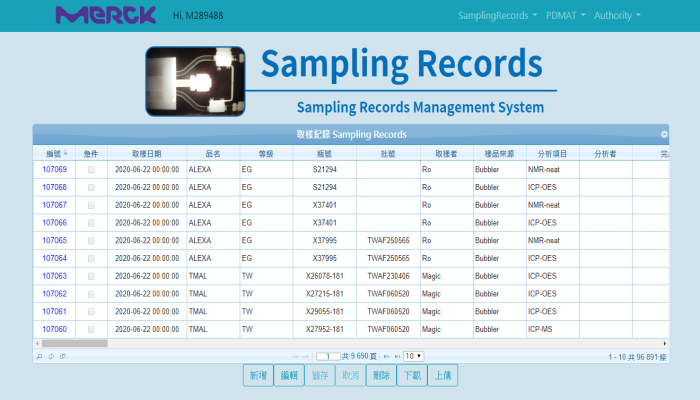 MERCK Hi, M289488 SamplingRecords PDMAT Authority
Sampling Records
Sampling Records Management System
取樣紀錄 Sampling Records
編號 急件 取樣日期 品名 等級 瓶號 批號 取樣者 樣品來源 分析項目 分析者 完
107069 2020-06-22 00:00:00 ALEXA EG S21294 Ro Bubbler NMR-neat
107068 2020-06-22 00:00:00 ALEXA EG S21294 Ro Bubbler ICP-OES
107067 2020-06-22 00:00:00 ALEXA EG X37401 Ro Bubbler NMR-neat
107066 2020-06-22 00:00:00 ALEXA EG X37401 Ro Bubbler ICP-OES
107065 2020-06-22 00:00:00 ALEXA EG X37995 TWAF250565 Ro Bubbler NMR-neat
107064 2020-06-22 00:00:00 ALEXA EG X37995 TWAF250565 Ro Bubbler ICP-OES
107063 2020-06-22 00:00:00 TMAL TW X26078-181 TWAF230406 Magic Bubbler ICP-OES
107062 2020-06-22 00:00:00 TMAL TW X27215-181 TWAF060520 Magic Bubbler ICP-OES
107061 2020-06-22 00:00:00 TMAL TW X29055-181 TWAF060520 Magic Bubbler ICP-OES
107060 2020-06-22 00:00:00 TMAL TW X27952-181 TWAF060520 Magic Bubbler ICP-MS
1 共 9 690 頁 10 1 - 10 共 96 891 條
新增 編輯 儲存 取消 刪除 下載 上傳